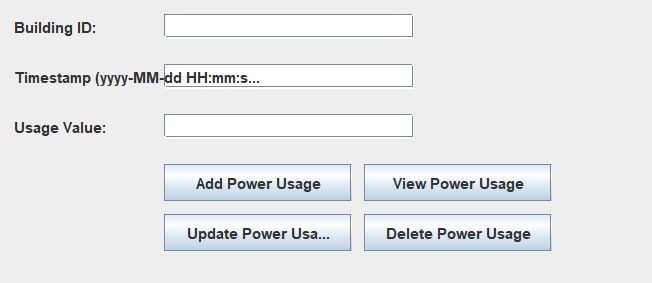 Building ID:
Timestamp (yyyy-MM-dd HH:mm:s...
Usage Value:
Add Power Usage
View Power Usage
Update Power Usa...
Delete Power Usage